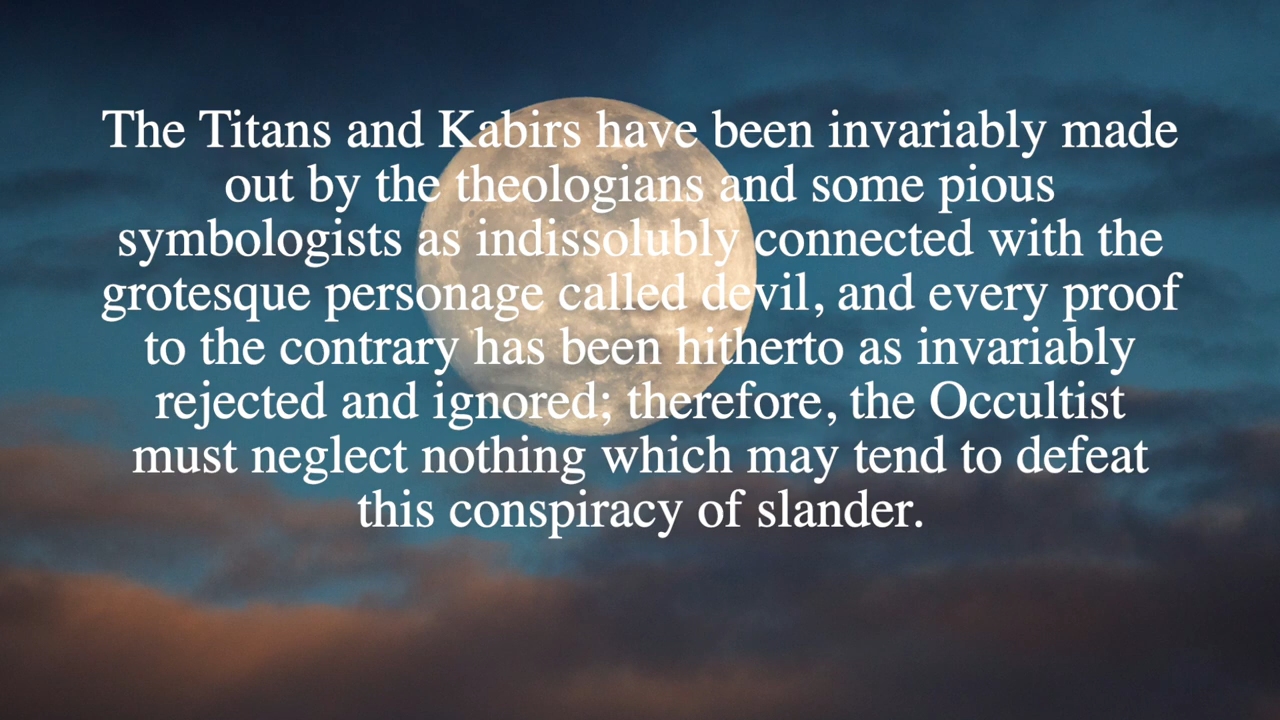 The Titans and Kabirs have been invariably made
out by the theologians and some pious
symbologists as indissolubly connected with the
grotesque personage called devil, and every proof
to the contrary has been hitherto as invariably
rejected and ignored; therefore, the Occultist
must neglect nothing which may tend to defeat
this conspiracy of slander.